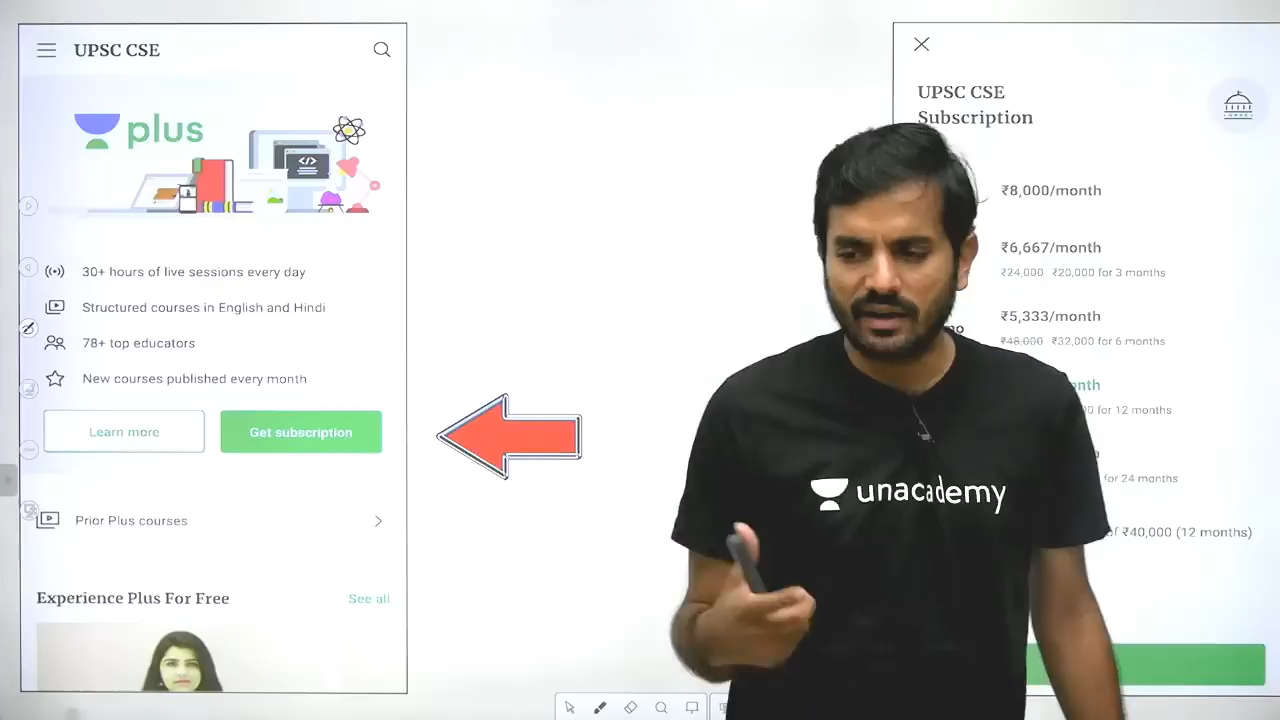 UPSC CSE
plus
30+ hours of live sessions every day
Structured courses in English and Hindi
78+ top educators
New courses published every month
Learn more
Get subscription
Prior Plus courses
Experience Plus For Free
See all
UPSC CSE
Subscription
₹8,000/month
₹6,667/month
₹24,000 ₹20,000 for 3 months
₹5,333/month
₹48,000 ₹32,000 for 6 months
for 12 months
for 24 months
₹40,000 (12 months)
unacademy